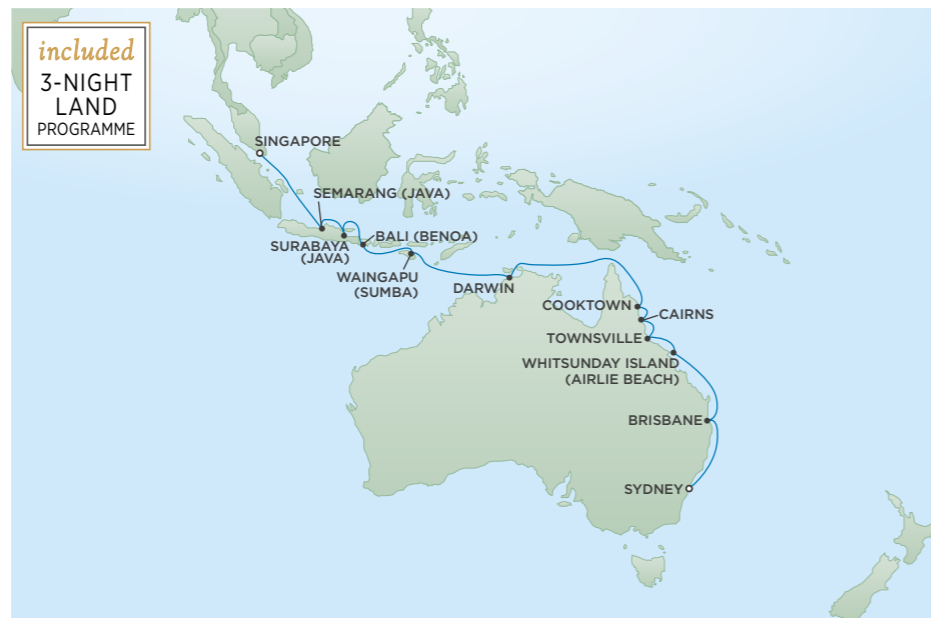 included
3-NIGHT
LAND
PROGRAMME
SINGAPORE
SEMARANG (JAVA)
SURABAYA
(JAVA)
BALI (BENOA)
WAINGAPU
(SUMBA)
DARWIN
COOKTOWN
CAIRNS
TOWNSVILLE
WHITSUNDAY ISLAND
(AIRLIE BEACH)
BRISBANE
SYDNEY